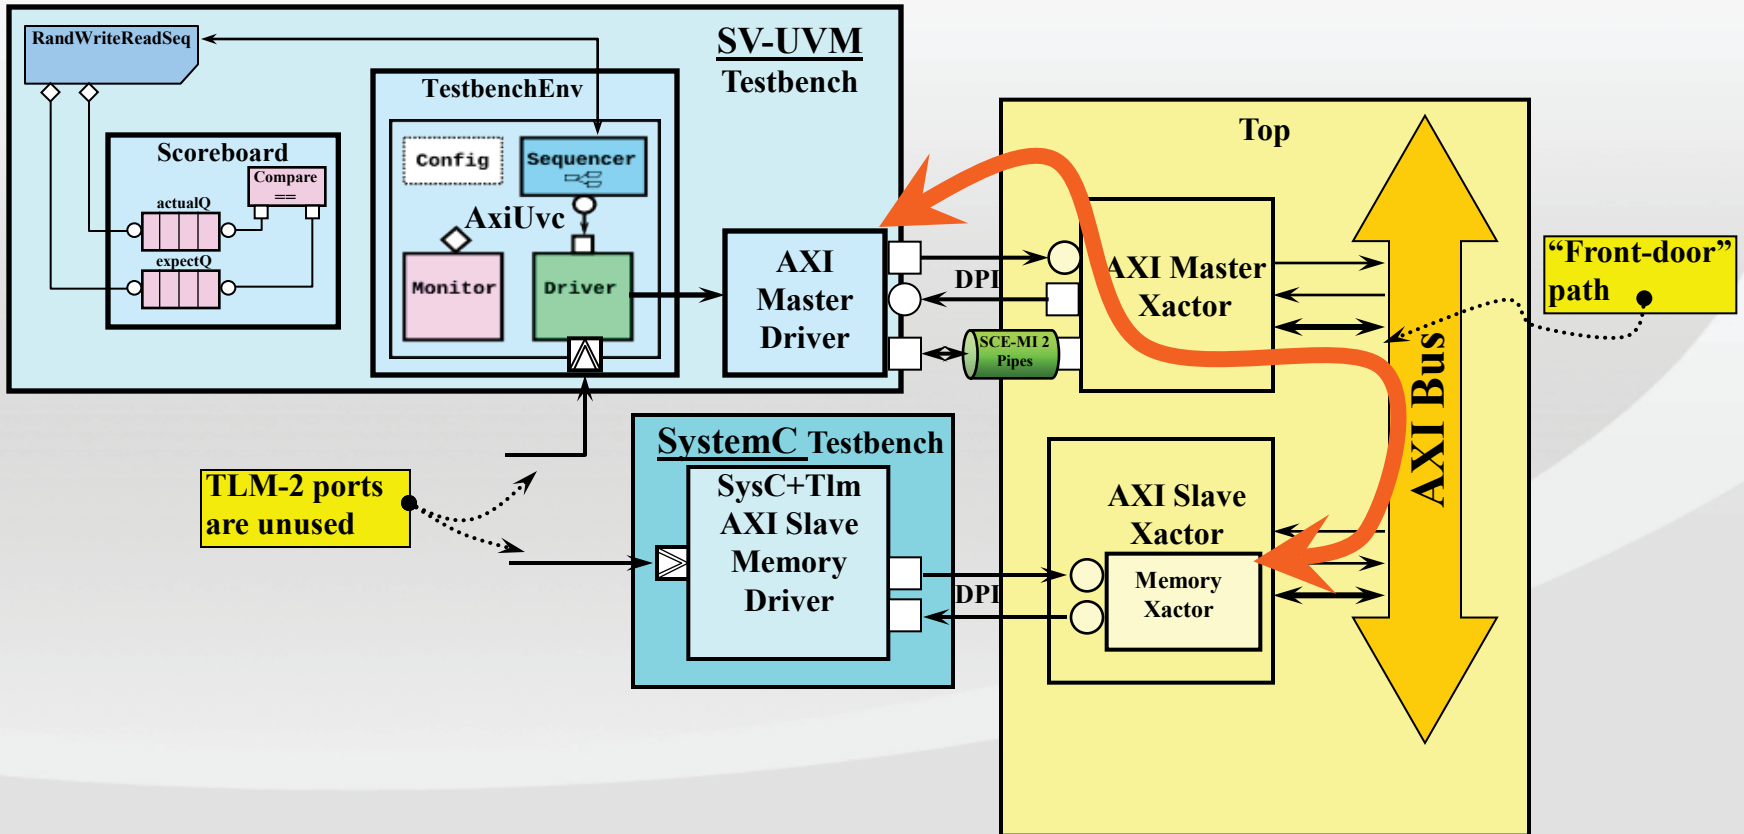 RandWriteReadSeq
SV-UVM
Testbench
TestbenchEnv
Config
Sequencer
AxiUvc
Monitor
Driver
Scoreboard
Compare
==
actualQ
expectQ
AXI
Master
Driver
DPI
SCE-MI 2
Pipes
Top
AXI Master
Xactor
AXI Bus
“Front-door”
path
TLM-2 ports
are unused
SystemC Testbench
SysC+Tlm
AXI Slave
Memory
Driver
DPI
AXI Slave
Xactor
Memory
Xactor